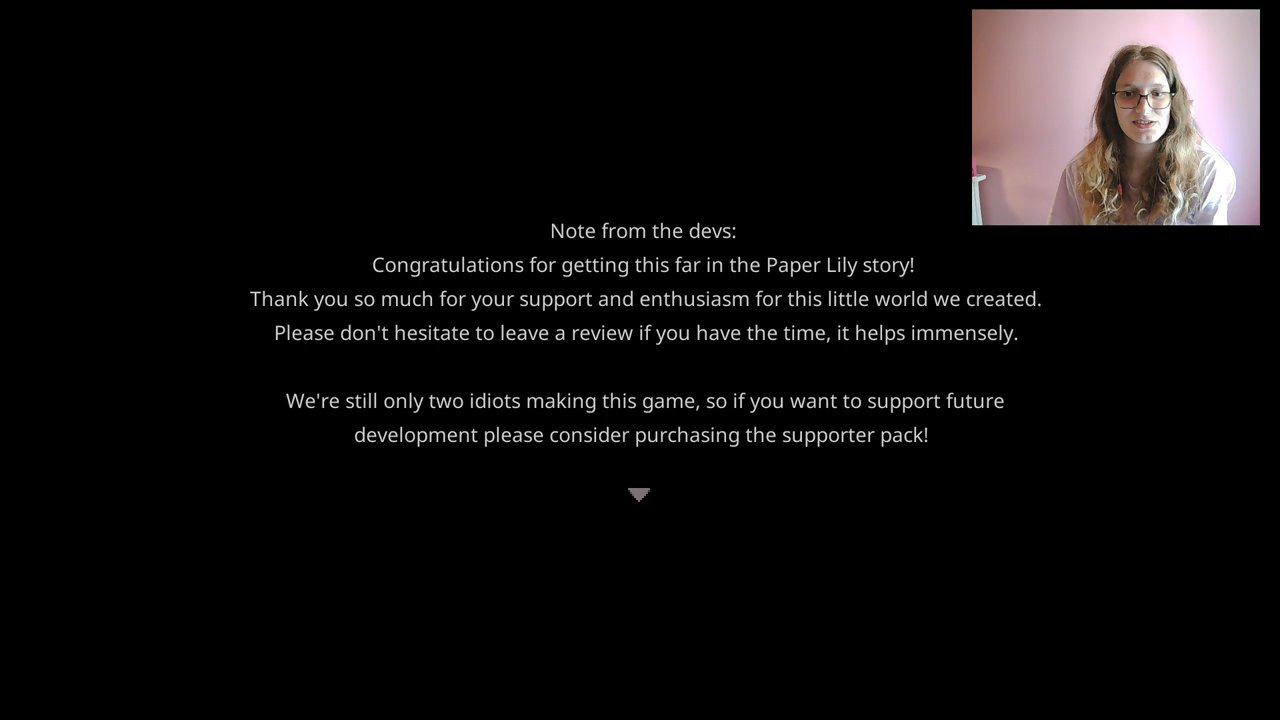 Note from the devs:
Congratulations for getting this far in the Paper Lily story!
Thank you so much for your support and enthusiasm for this little world we created.
Please don't hesitate to leave a review if you have the time, it helps immensely.
We're still only two idiots making this game, so if you want to support future
development please consider purchasing the supporter pack!